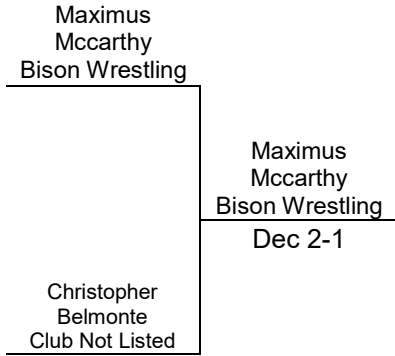 Maximus
Mccarthy
Bison Wrestling
Maximus
Mccarthy
Bison Wrestling
Dec 2-1
Christopher
Belmonte
Club Not Listed